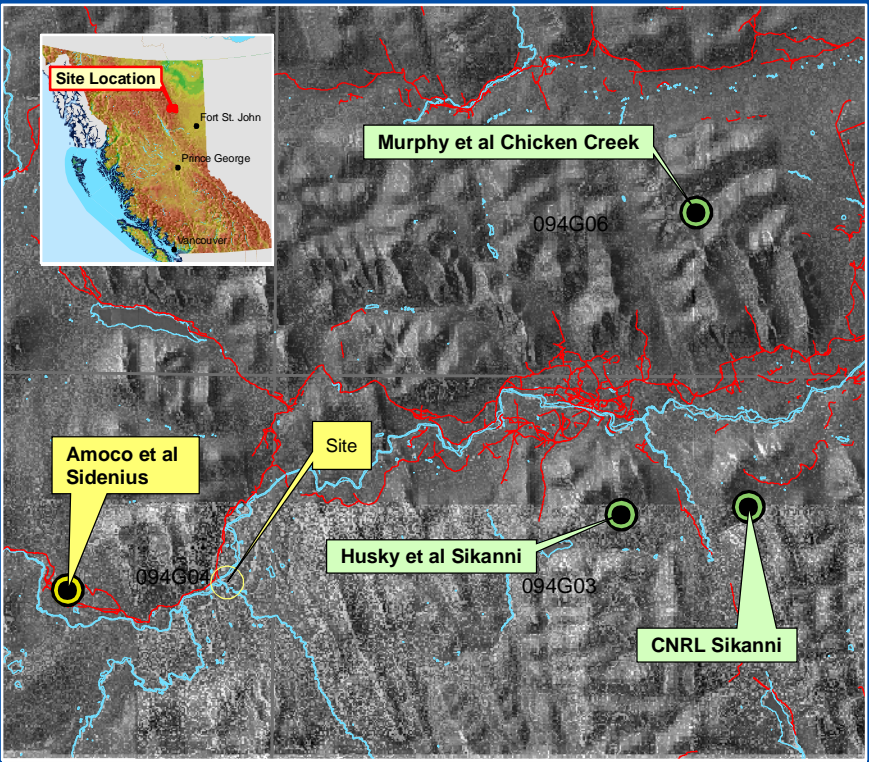 Site Location
Fort St. John
Prince George
Vancouver
Murphy et al Chicken Creek
094G06
Amoco et al
Sidenius
Site
Husky et al Sikanni
094G04
094G03
CNRL Sikanni